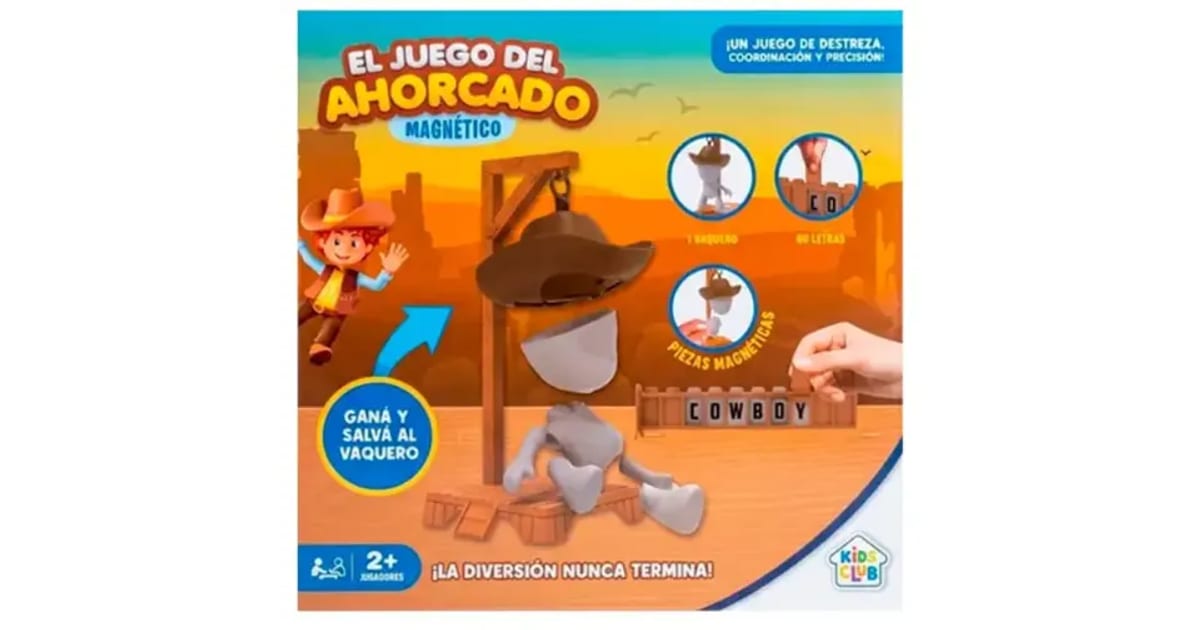 EL JUEGO DEL
AHORCADO
MAGNÉTICO
¡UN JUEGO DE DESTREZA,
COORDINACIÓN Y PRECISIÓN!
1 VAQUERO
60 LETRAS
CO
PIEZAS MAGNÉTICAS
COWBOY
GANÁ Y
SALVÁ AL
VAQUERO
2+
JUGADORES
¡LA DIVERSIÓN NUNCA TERMINA!
KIDS
CLUB